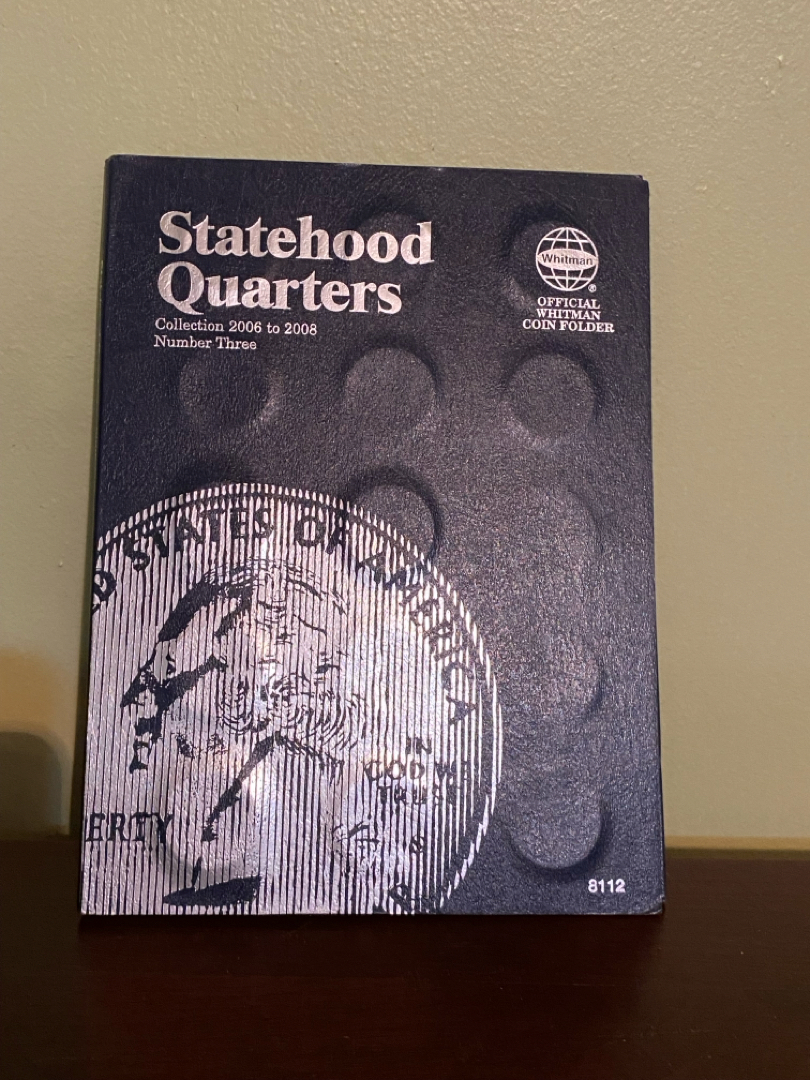 Statehood
Quarters
Collection 2006 to 2008
Number Three
Whitman
®
OFFICIAL
WHITMAN
COIN FOLDER
D STATES OF AMERICA
IN
GOD WE
TRUST
ERTY
8112